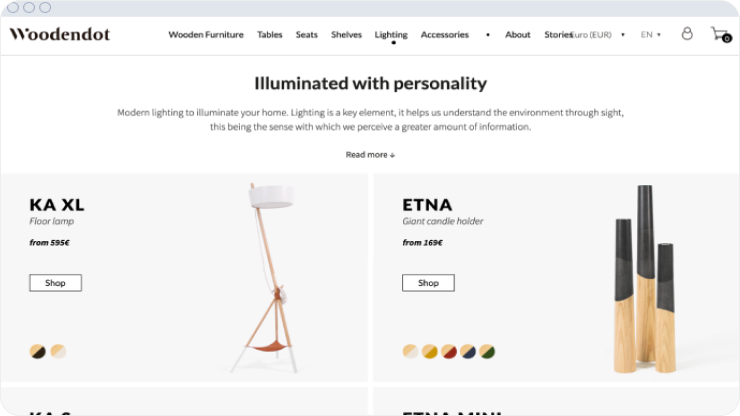 Woodendot
Wooden Furniture Tables Seats Shelves Lighting Accessories • About Stories Euro (EUR) ▾ EN ▾ 0
Illuminated with personality
Modern lighting to illuminate your home. Lighting is a key element, it helps us understand the environment through sight,
this being the sense with which we perceive a greater amount of information.
Read more ↓
KA XL
Floor lamp
from 595€
Shop
ETNA
Giant candle holder
from 169€
Shop
KA S
ETNA MINI